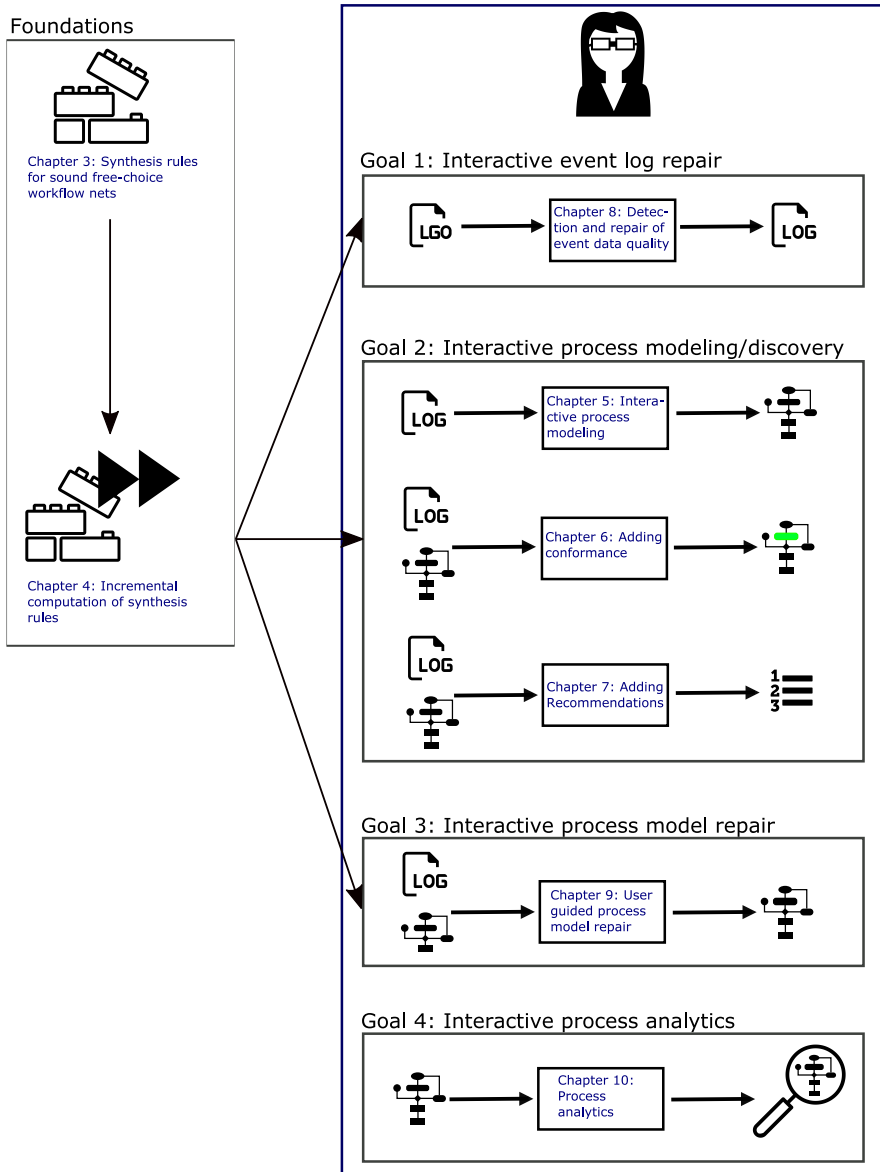 Foundations
Chapter 3: Synthesis rules
for sound free-choice
workflow nets
Chapter 4: Incremental
computation of synthesis
rules
Goal 1: Interactive event log repair
LGO
Chapter 8: Detec-
tion and repair of
event data quality
LOG
Goal 2: Interactive process modeling/discovery
LOG
Chapter 5: Intera-
ctive process
modeling
LOG
Chapter 6: Adding
conformance
LOG
Chapter 7: Adding
Recommendations
1
2
3
Goal 3: Interactive process model repair
LOG
Chapter 9: User
guided process
model repair
Goal 4: Interactive process analytics
Chapter 10:
Process
analytics